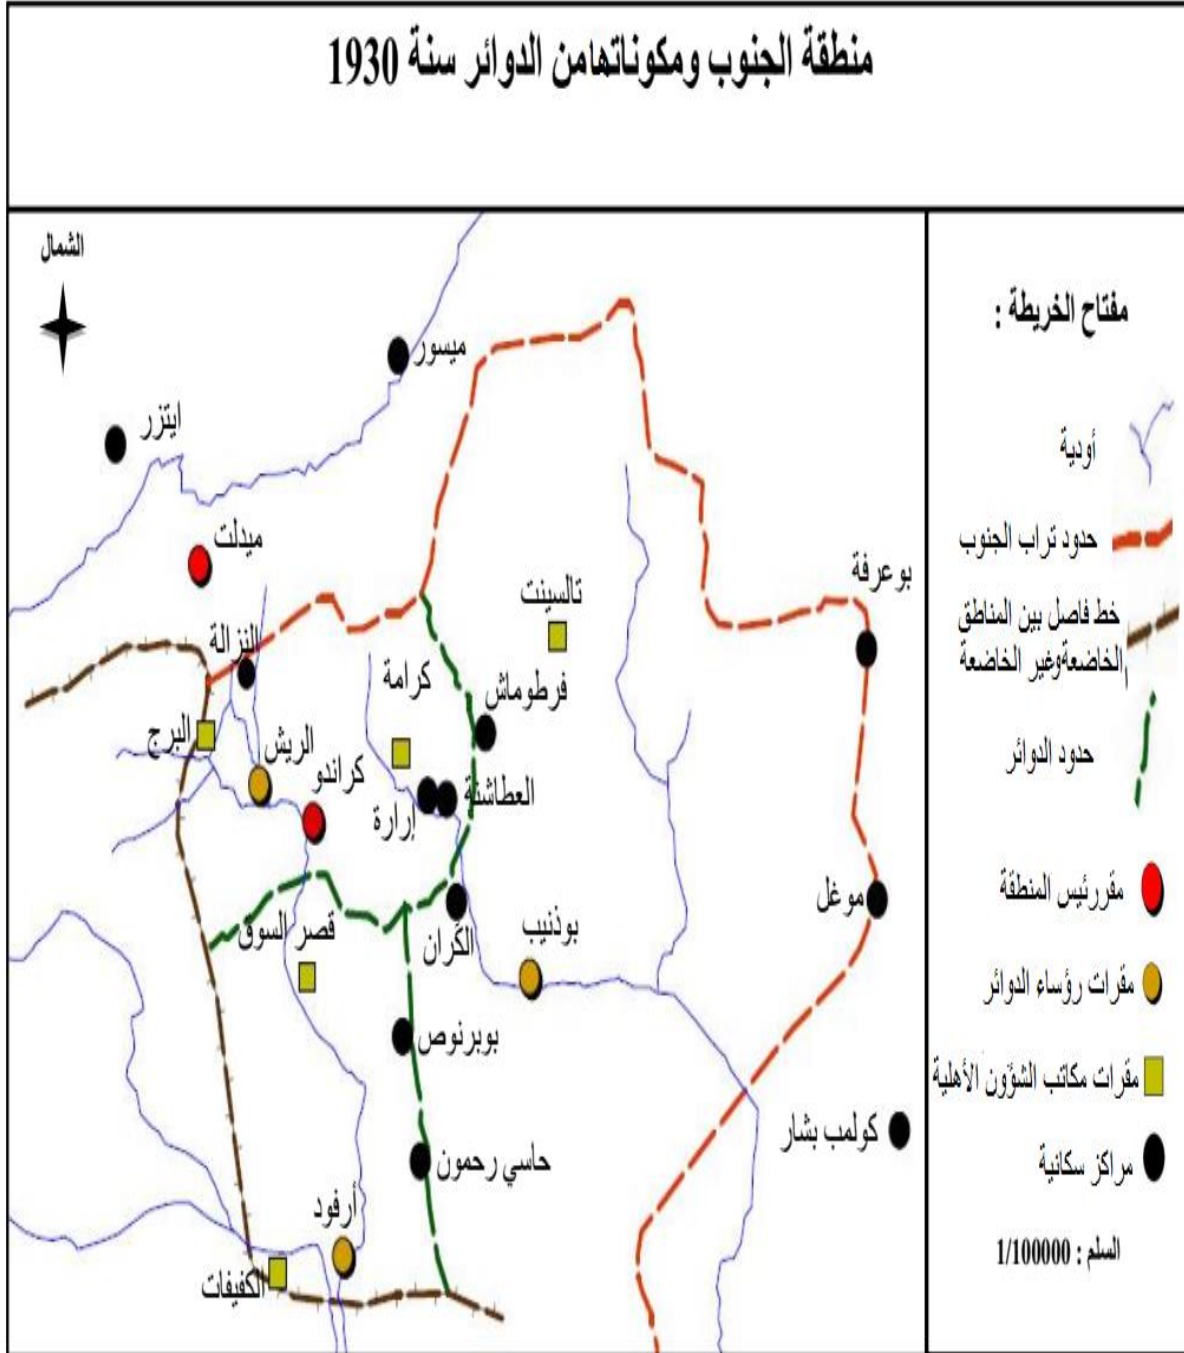 منطقة الجنوب ومكوناتهامن الدوائر سنة 1930
مفتاح الخريطة :
أودية
حدود تراب الجنوب
خط فاصل بين المناطق
الخاضعةوغير الخاضعة
حدود الدوائر
مقررئيس المنطقة
مقرات رؤساء الدوائر
مقرات مكاتب الشؤون الأهلية
مراكز سكانية
السلم : 1/100000
الشمال
ميسور
ايتزر
ميدلت
بوعرفة
تالسينت
النزالة
كرامة
فرطوماش
البرج
الريش
كراندو
العطاشنة
إرارة
موغل
قصر السوق
الكران
بوذنيب
بوبرنوص
كولمب بشار
حاسي رحمون
أرفود
الكفيفات